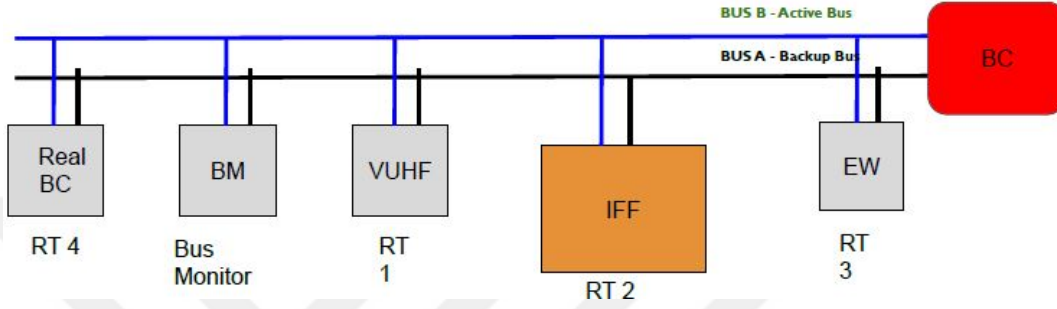 BUS B - Active Bus
BUS A - Backup Bus
BC
Real
BC
BM
VUHF
IFF
EW
RT 4
Bus
Monitor
RT
1
RT 2
RT
3